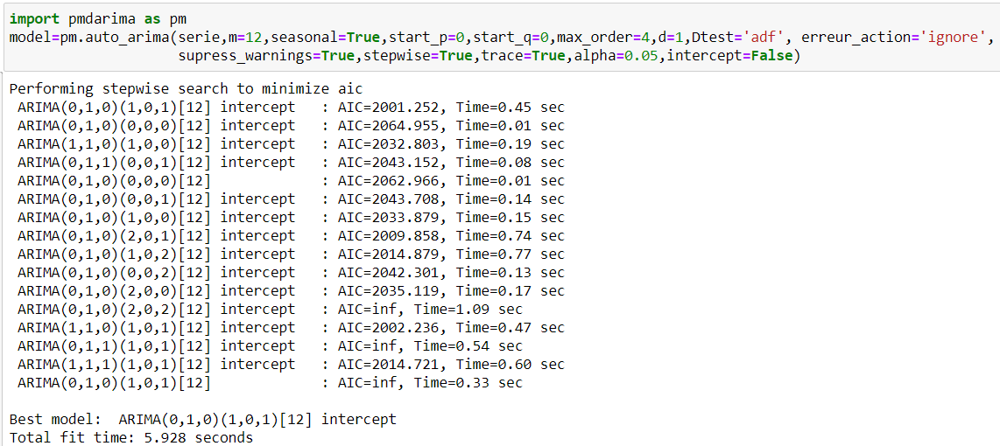 import pmdarima as pm
model=pm.auto_arima(serie,m=12,seasonal=True,start_p=0,start_q=0,max_order=4,d=1,Dtest='adf', erreur_action='ignore',
supress_warnings=True,stepwise=True,trace=True,alpha=0.05,intercept=False)
Performing stepwise search to minimize aic
ARIMA(0,1,0)(1,0,1)[12] intercept : AIC=2001.252, Time=0.45 sec
ARIMA(0,1,0)(0,0,0)[12] intercept : AIC=2064.955, Time=0.01 sec
ARIMA(1,1,0)(1,0,0)[12] intercept : AIC=2032.803, Time=0.19 sec
ARIMA(0,1,1)(0,0,1)[12] intercept : AIC=2043.152, Time=0.08 sec
ARIMA(0,1,0)(0,0,0)[12] : AIC=2062.966, Time=0.01 sec
ARIMA(0,1,0)(0,0,1)[12] intercept : AIC=2043.708, Time=0.14 sec
ARIMA(0,1,0)(1,0,0)[12] intercept : AIC=2033.879, Time=0.15 sec
ARIMA(0,1,0)(2,0,1)[12] intercept : AIC=2009.858, Time=0.74 sec
ARIMA(0,1,0)(1,0,2)[12] intercept : AIC=2014.879, Time=0.77 sec
ARIMA(0,1,0)(0,0,2)[12] intercept : AIC=2042.301, Time=0.13 sec
ARIMA(0,1,0)(2,0,0)[12] intercept : AIC=2035.119, Time=0.17 sec
ARIMA(0,1,0)(2,0,2)[12] intercept : AIC=inf, Time=1.09 sec
ARIMA(1,1,0)(1,0,1)[12] intercept : AIC=2002.236, Time=0.47 sec
ARIMA(0,1,1)(1,0,1)[12] intercept : AIC=inf, Time=0.54 sec
ARIMA(1,1,1)(1,0,1)[12] intercept : AIC=2014.721, Time=0.60 sec
ARIMA(0,1,0)(1,0,1)[12] : AIC=inf, Time=0.33 sec
Best model: ARIMA(0,1,0)(1,0,1)[12] intercept
Total fit time: 5.928 seconds